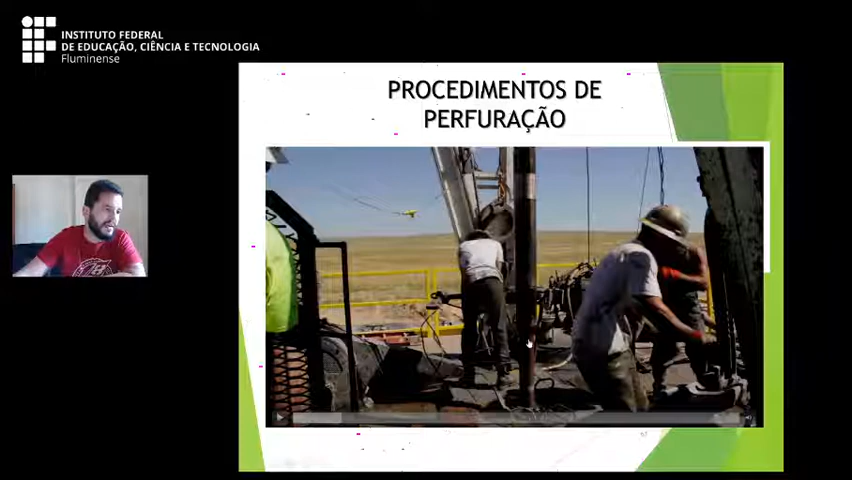 INSTITUTO FEDERAL
DE EDUCAÇÃO, CIÊNCIA E TECNOLOGIA
Fluminense
PROCEDIMENTOS DE
PERFURAÇÃO